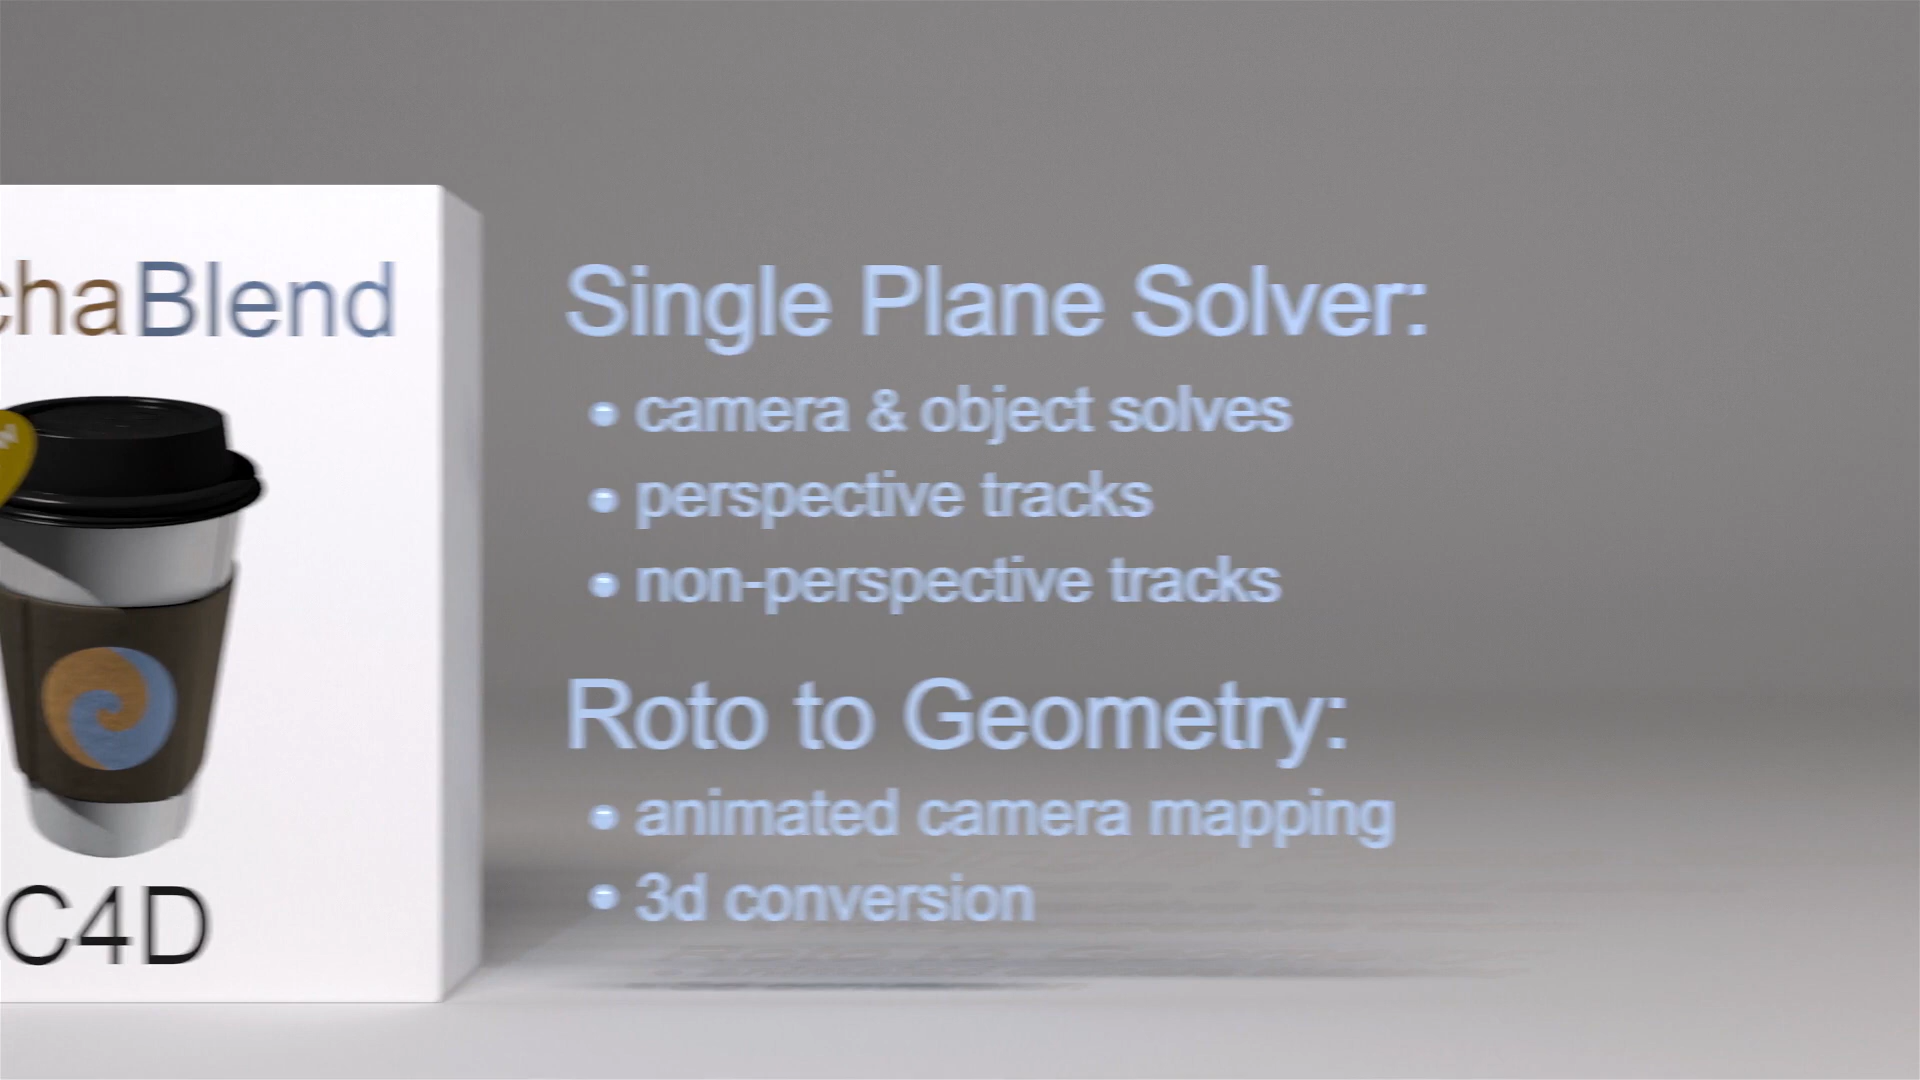 chaBlend
C4D
Single Plane Solver:
• camera & object solves
• perspective tracks
• non-perspective tracks
Roto to Geometry:
• animated camera mapping
• 3d conversion